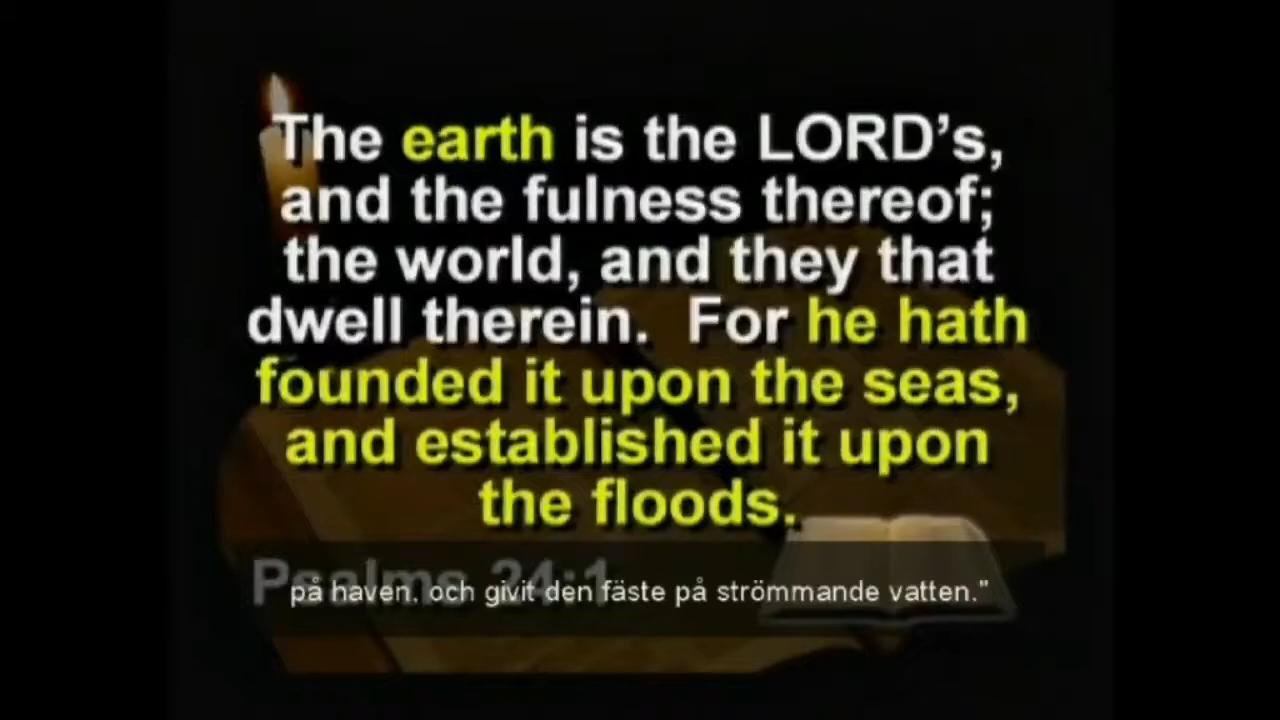 The earth is the LORD’s,
and the fulness thereof;
the world, and they that
dwell therein. For he hath
founded it upon the seas,
and established it upon
the floods.
Psalms 24:1
på haven, och givit den fäste på strömmande vatten."